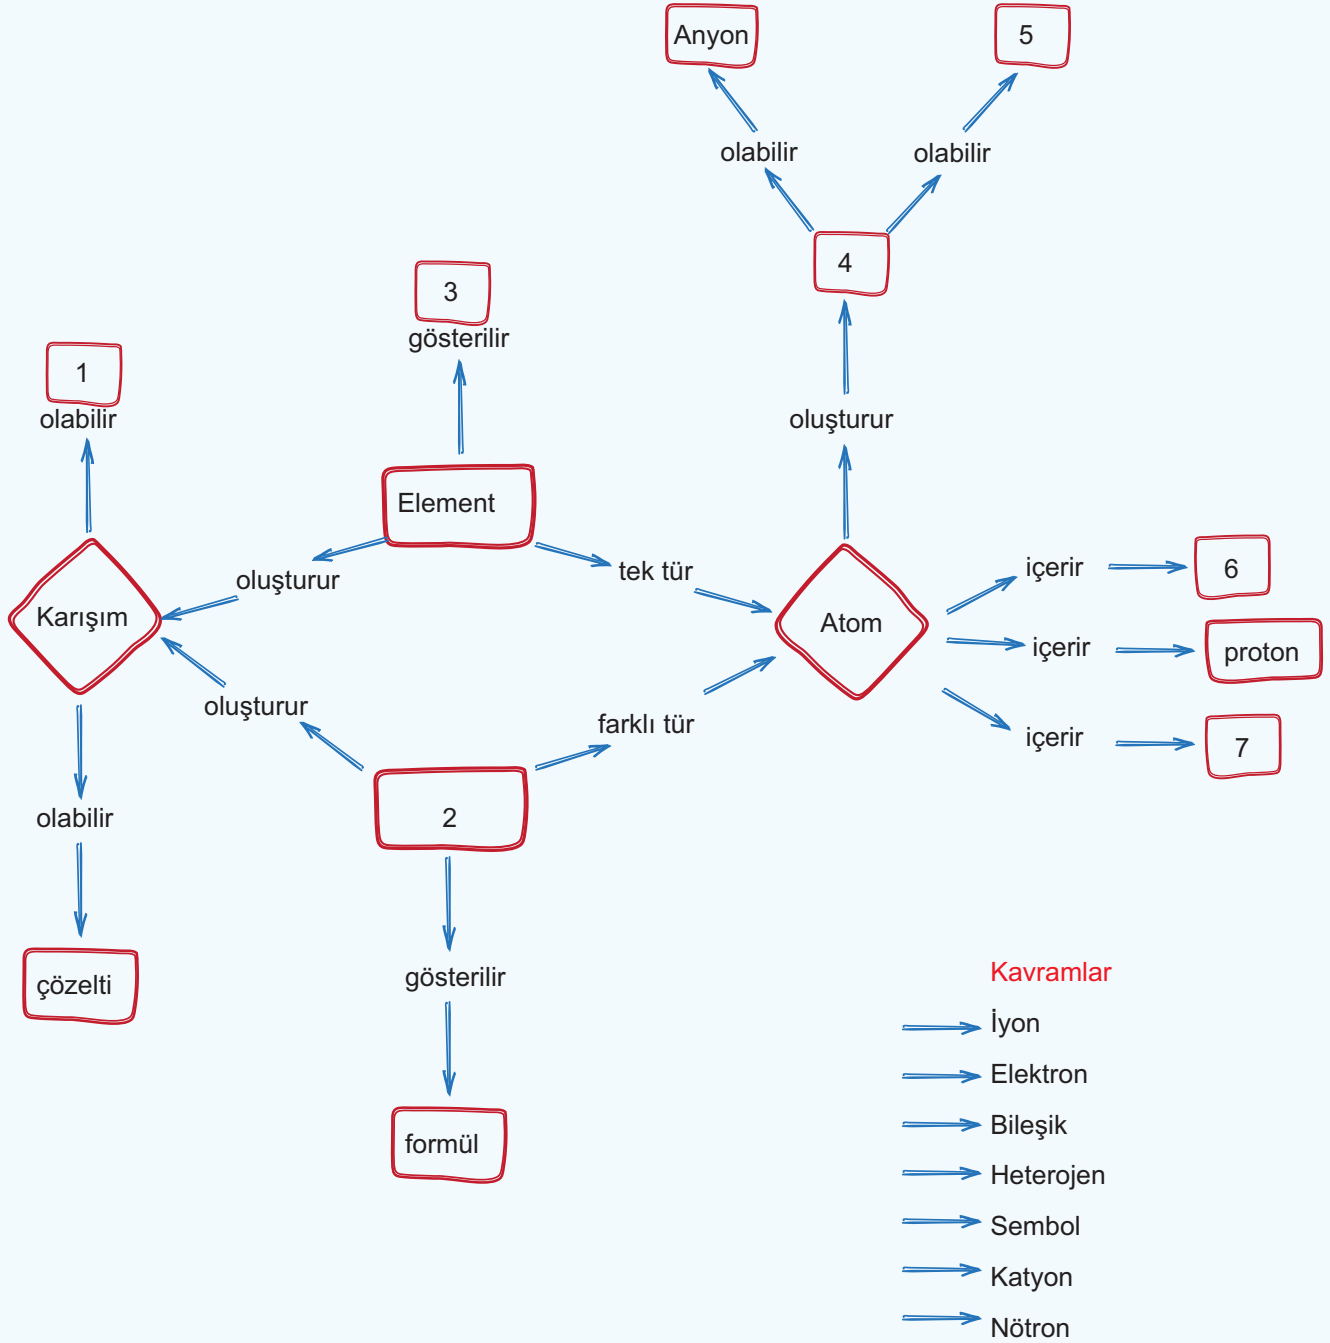 Anyon
5
olabilir
olabilir
4
3
gösterilir
1
olabilir
oluşturur
Element
oluşturur
tek tür
içerir
6
Karışım
Atom
içerir
proton
oluşturur
farklı tür
içerir
7
olabilir
2
çözelti
gösterilir
formül
Kavramlar
İyon
Elektron
Bileşik
Heterojen
Sembol
Katyon
Nötron